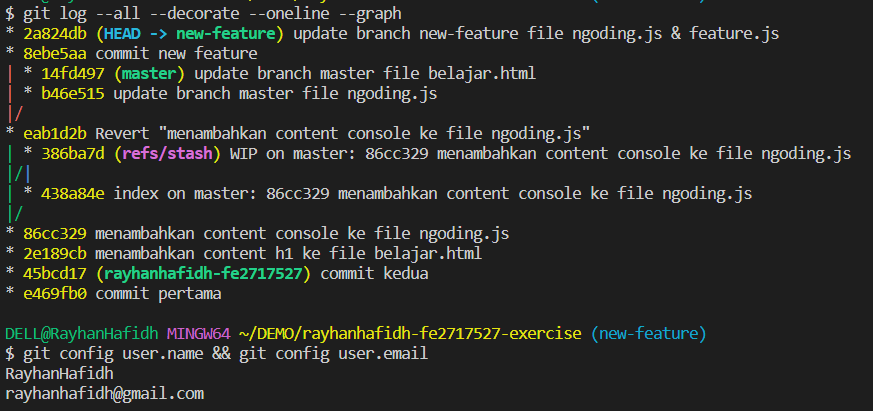 $ git log --all --decorate --oneline --graph
* 2a824db (HEAD -> new-feature) update branch new-feature file ngoding.js & feature.js
* 8ebe5aa commit new feature
| * 14fd497 (master) update branch master file belajar.html
| * b46e515 update branch master file ngoding.js
|/
* eab1d2b Revert "menambahkan content console ke file ngoding.js"
| * 386ba7d (refs/stash) WIP on master: 86cc329 menambahkan content console ke file ngoding.js
|/|
| * 438a84e index on master: 86cc329 menambahkan content console ke file ngoding.js
|/
* 86cc329 menambahkan content console ke file ngoding.js
* 2e189cb menambahkan content h1 ke file belajar.html
* 45bcd17 (rayhanhafidh-fe2717527) commit kedua
* e469fb0 commit pertama
DELL@RayhanHafidh MINGW64 ~/DEMO/rayhanhafidh-fe2717527-exercise (new-feature)
$ git config user.name && git config user.email
RayhanHafidh
rayhanhafidh@gmail.com